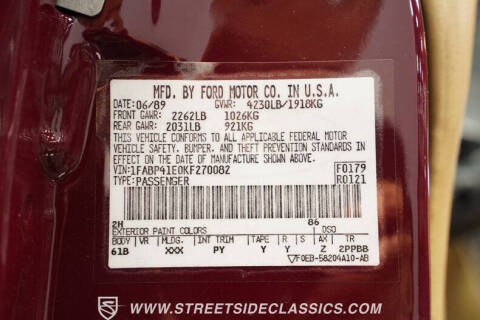 MFD. BY FORD MOTOR CO. IN U.S.A.
DATE: 06/89 GVWR: 4230LB/1918KG
FRONT GAWR: 2262LB 1026KG
REAR GAWR: 2031LB 921KG
THIS VEHICLE CONFORMS TO ALL APPLICABLE FEDERAL MOTOR
VEHICLE SAFETY, BUMPER, AND THEFT PREVENTION STANDARDS
IN EFFECT ON THE DATE OF MANUFACTURE SHOWN ABOVE.
VIN: 1FABP41E0KF270082 F0179
TYPE: PASSENGER R0121
2H 86
EXTERIOR PAINT COLORS DSO
BODY VR MLDG. INT TRIM TAPE R S AX TR
61B XXX PY Y Y Z 2PPBB
F0EB-58204A10-AB
STREETSIDE CLASSICS
WWW.STREETSIDECLASSICS.COM